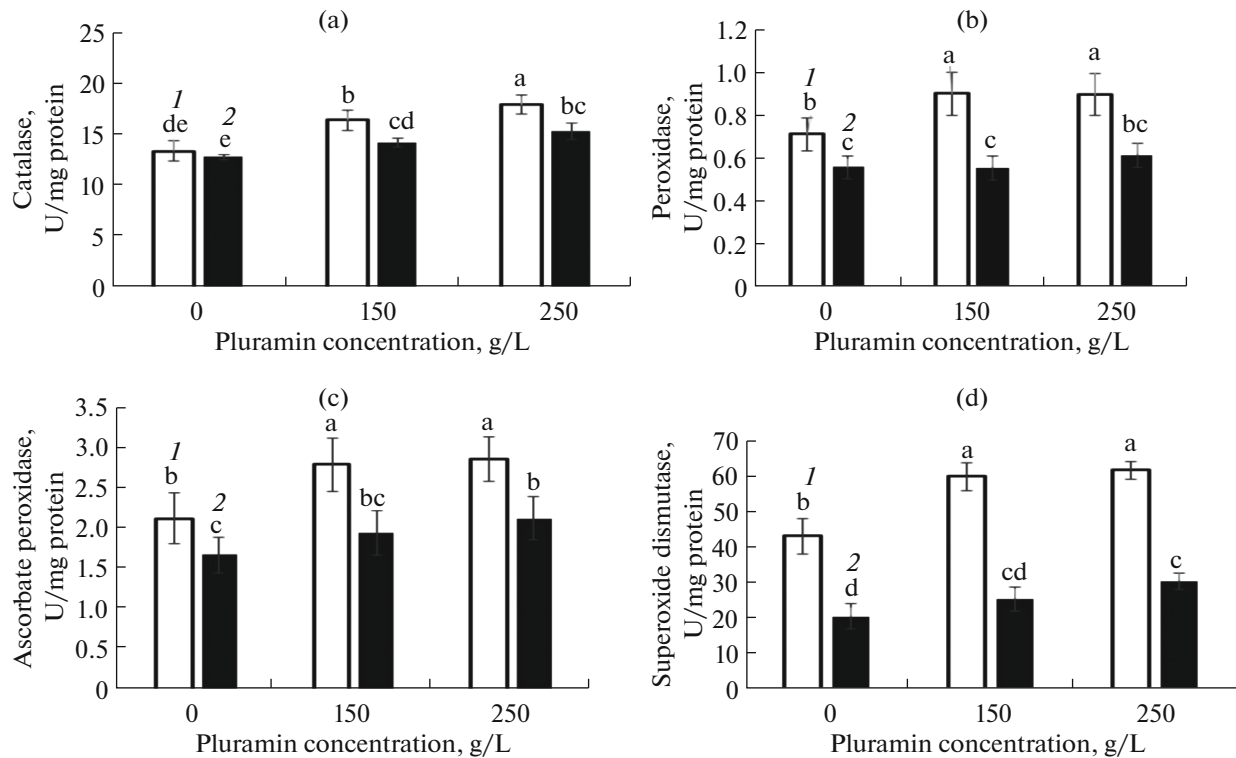 (a)
Catalase,
U/mg protein
25
20
15
10
5
0
1
de
2
e
b
cd
a
bc
0 150 250
Pluramin concentration, g/L
(b)
Peroxidase,
U/mg protein
1.2
1.0
0.8
0.6
0.4
0.2
0
1
b
2
c
a
c
a
bc
0 150 250
Pluramin concentration, g/L
(c)
Ascorbate peroxidase,
U/mg protein
3.5
3.0
2.5
2.0
1.5
1.0
0.5
0
1
b
2
c
a
bc
a
b
0 150 250
Pluramin concentration, g/L
(d)
Superoxide dismutase,
U/mg protein
70
60
50
40
30
20
10
0
1
b
2
d
a
cd
a
c
0 150 250
Pluramin concentration, g/L